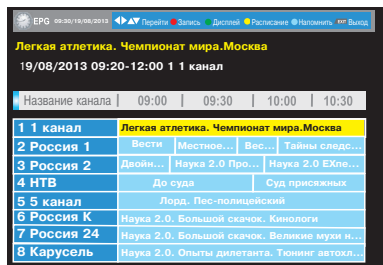 EPG 09:30/19/08/2013 Перейти Запись Дисплей Расписание Напомнить EXIT Выход
Легкая атлетика. Чемпионат мира.Москва
19/08/2013 09:20-12:00 1 1 канал
Название канала | 09:00 | 09:30 | 10:00 | 10:30
1 1 канал Легкая атлетика. Чемпионат мира.Москва
2 Россия 1 Вести Местное... Вес... Тайны следс...
3 Россия 2 Двойн... Наука 2.0 Про... Наука 2.0 EXпе...
4 НТВ До суда Суд присяжных
5 5 канал Лорд. Пес-полицейский
6 Россия К Наука 2.0. Большой скачок. Кинологи
7 Россия 24 Наука 2.0. Большой скачок. Великие мухи н...
8 Карусель Наука 2.0. Опыты дилетанта. Тюнинг автохл...